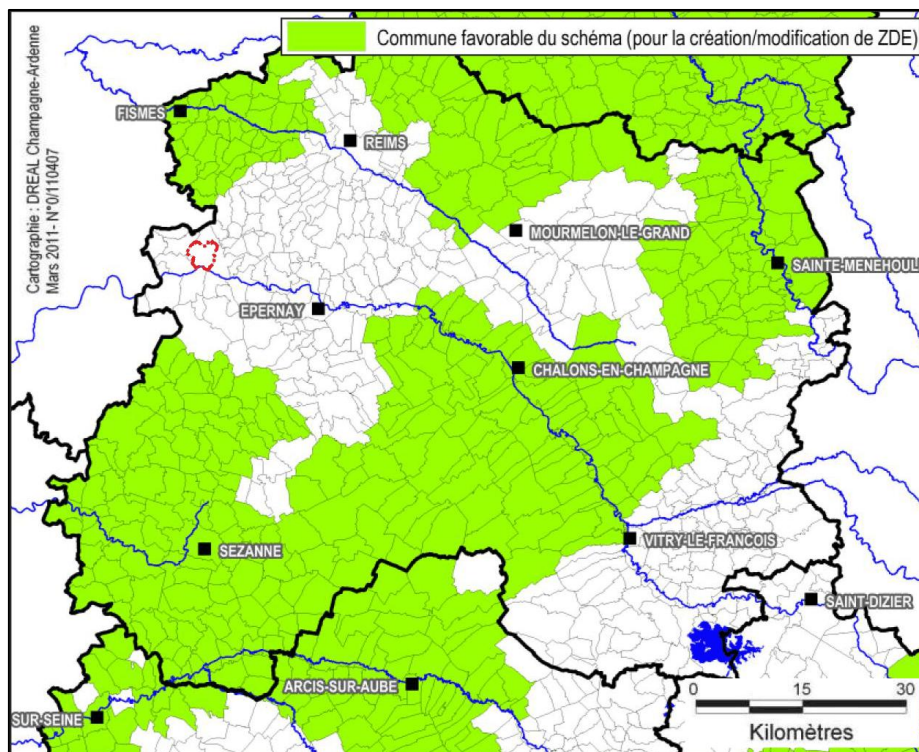 Commune favorable du schéma (pour la création/modification de ZDE)
Cartographie : DREAL Champagne-Ardenne
Mars 2011- N°0/110407
FISMES
REIMS
MOURMELON-LE-GRAND
SAINTE-MENEHOUL
EPERNAY
CHALONS-EN-CHAMPAGNE
SEZANNE
VITRY-LE-FRANCOIS
SAINT-DIZIER
ARCIS-SUR-AUBE
SUR-SEINE
0 15 30
Kilomètres